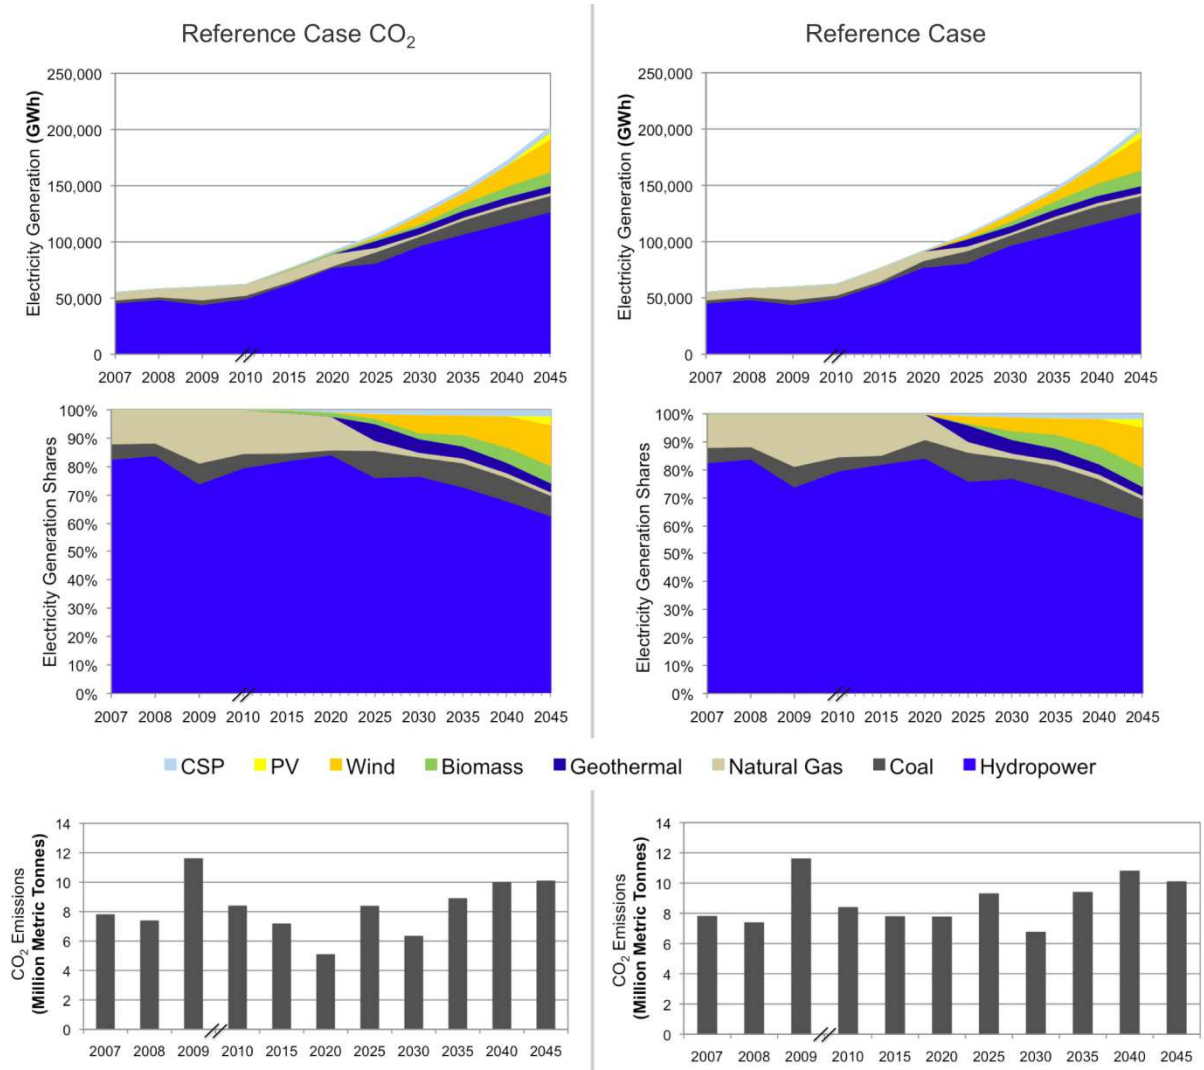 Reference Case CO₂
Electricity Generation (GWh)
250,000
200,000
150,000
100,000
50,000
0
2007 2008 2009 2010 2015 2020 2025 2030 2035 2040 2045
Reference Case
Electricity Generation (GWh)
250,000
200,000
150,000
100,000
50,000
0
2007 2008 2009 2010 2015 2020 2025 2030 2035 2040 2045
Electricity Generation Shares
100%
90%
80%
70%
60%
50%
40%
30%
20%
10%
0%
2007 2008 2009 2010 2015 2020 2025 2030 2035 2040 2045
Electricity Generation Shares
100%
90%
80%
70%
60%
50%
40%
30%
20%
10%
0%
2007 2008 2009 2010 2015 2020 2025 2030 2035 2040 2045
CSP PV Wind Biomass Geothermal Natural Gas Coal Hydropower
CO₂ Emissions
(Million Metric Tonnes)
14
12
10
8
6
4
2
0
2007 2008 2009 2010 2015 2020 2025 2030 2035 2040 2045
CO₂ Emissions
(Million Metric Tonnes)
14
12
10
8
6
4
2
0
2007 2008 2009 2010 2015 2020 2025 2030 2035 2040 2045